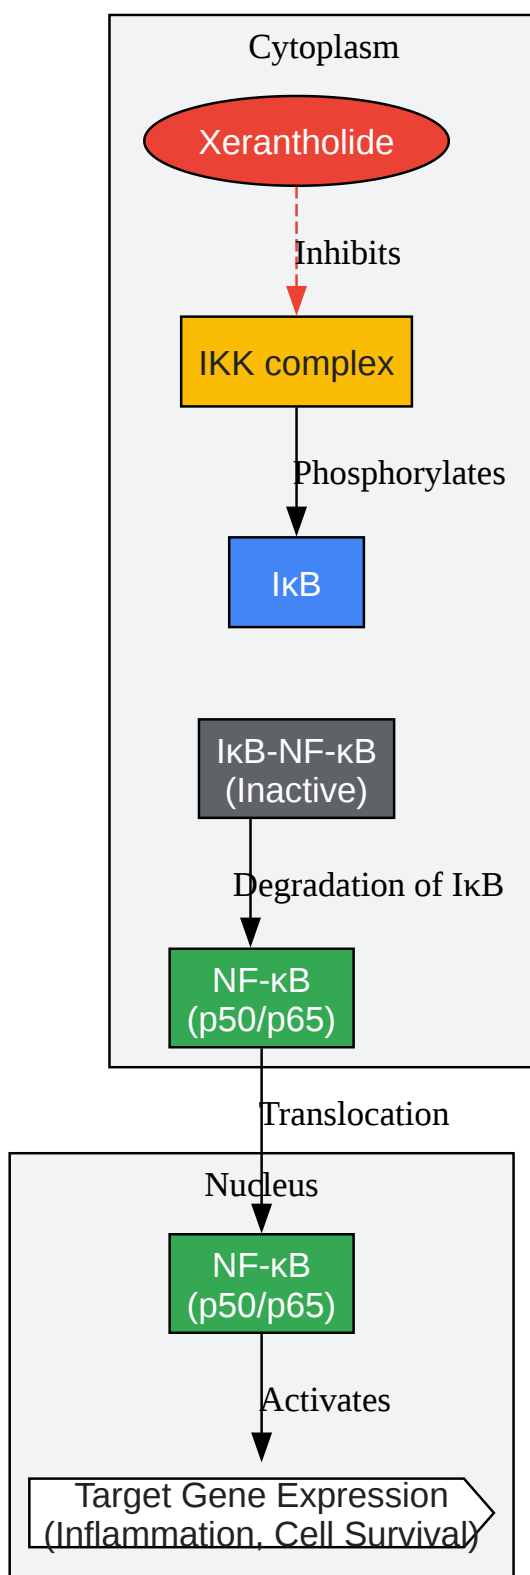 Cytoplasm
Xerantholide
Inhibits
IKK complex
Phosphorylates
IκB
IκB-NF-κB
(Inactive)
Degradation of IκB
NF-κB
(p50/p65)
Translocation
Nucleus
NF-κB
(p50/p65)
Activates
Target Gene Expression
(Inflammation, Cell Survival)